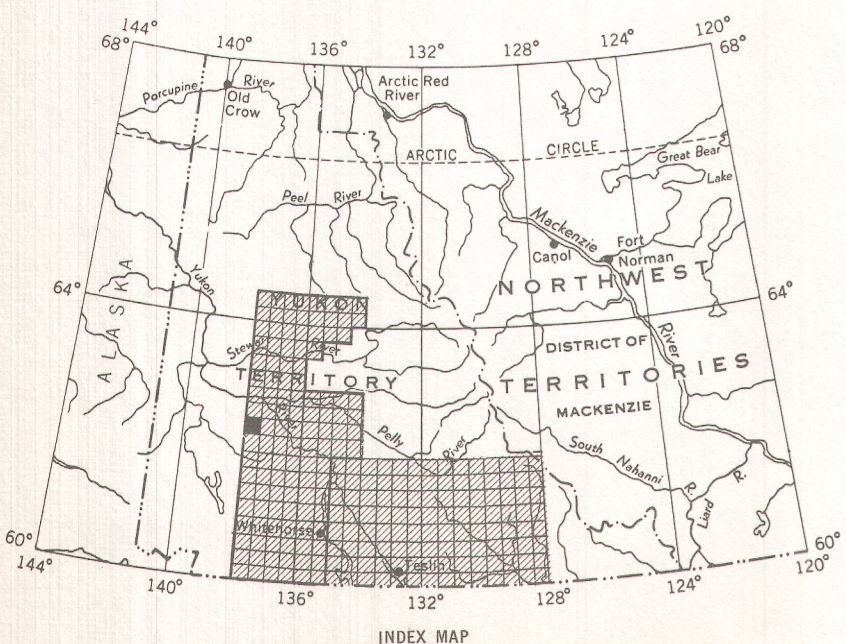 144°
140°
136°
132°
128°
124°
120°
68°
68°
Porcupine River
Old
Crow
Arctic Red
River
ARCTIC CIRCLE
Great Bear
Lake
Peel River
Mackenzie
Canol
Fort
Norman
Yukon
NORTHWEST
64°
64°
ALASKA
YUKON
River
Stewart River
DISTRICT OF
TERRITORY
TERRITORIES
MACKENZIE
River
Pelly
River
South Nahanni
R.
Liard R.
Whitehorse
Teslin
60°
60°
144°
140°
136°
132°
128°
124°
120°
INDEX MAP